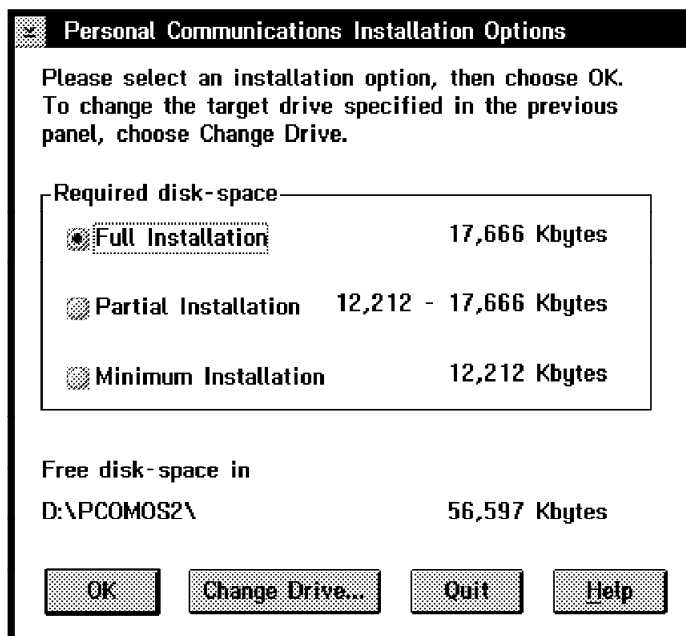 Personal Communications Installation Options
Please select an installation option, then choose OK.
To change the target drive specified in the previous
panel, choose Change Drive.
Required disk-space
Full Installation 17,666 Kbytes
Partial Installation 12,212 - 17,666 Kbytes
Minimum Installation 12,212 Kbytes
Free disk-space in
D:\PCOMOS2\ 56,597 Kbytes
OK Change Drive... Quit Help